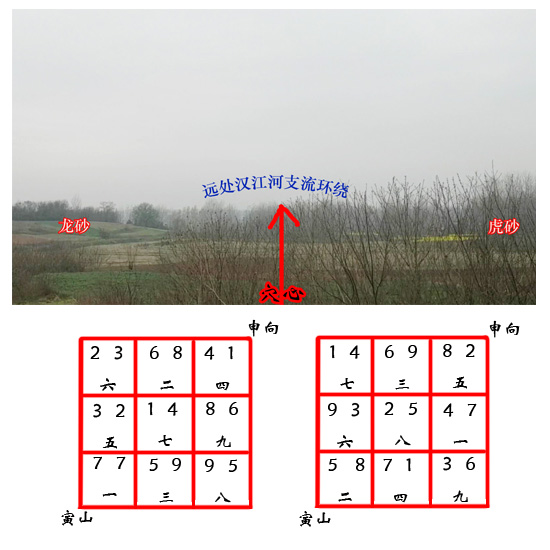 远处汉江河支流环绕
龙砂
虎砂
穴心
申向
申向
2 3 6 8 4 1
六 二 四
3 2 1 4 8 6
五 七 九
7 7 5 9 9 5
一 三 八
寅山
1 4 6 9 8 2
七 三 五
9 3 2 5 4 7
六 八 一
5 8 7 1 3 6
二 四 九
寅山